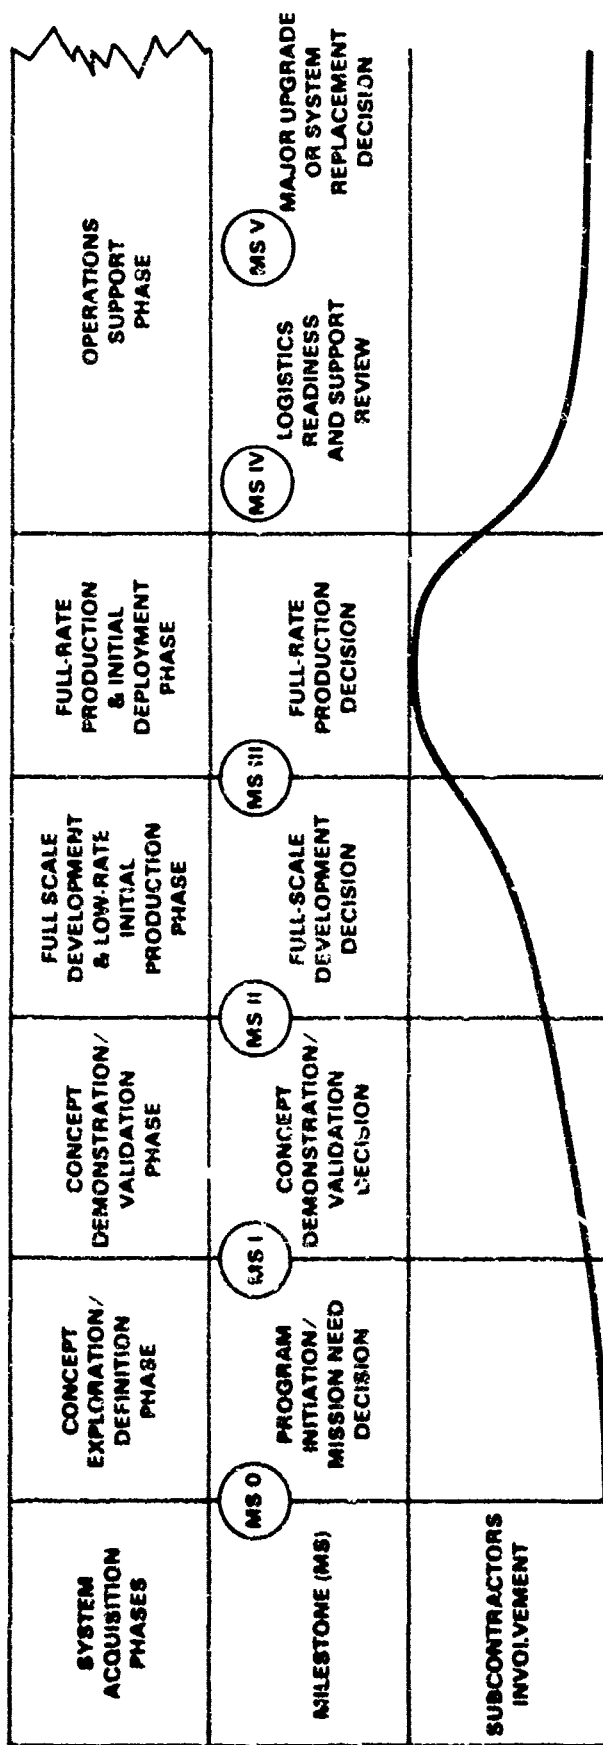 SYSTEM
ACQUISITION
PHASES
CONCEPT
EXPLORATION/
DEFINITION
PHASE
CONCEPT
DEMONSTRATION/
VALIDATION
PHASE
FULL SCALE
DEVELOPMENT
& LOW-RATE
INITIAL
PRODUCTION
PHASE
FULL-RATE
PRODUCTION
& INITIAL
DEPLOYMENT
PHASE
OPERATIONS
SUPPORT
PHASE
MILESTONE (MS)
MS 0
PROGRAM
INITIATION/
MISSION NEED
DECISION
MS I
CONCEPT
DEMONSTRATION/
VALIDATION
DECISION
MS II
FULL-SCALE
DEVELOPMENT
DECISION
MS III
FULL-RATE
PRODUCTION
DECISION
MS IV
LOGISTICS
READINESS
AND SUPPORT
REVIEW
MS V
MAJOR UPGRADE
OR SYSTEM
REPLACEMENT
DECISION
SUBCONTRACTORS
INVOLVEMENT